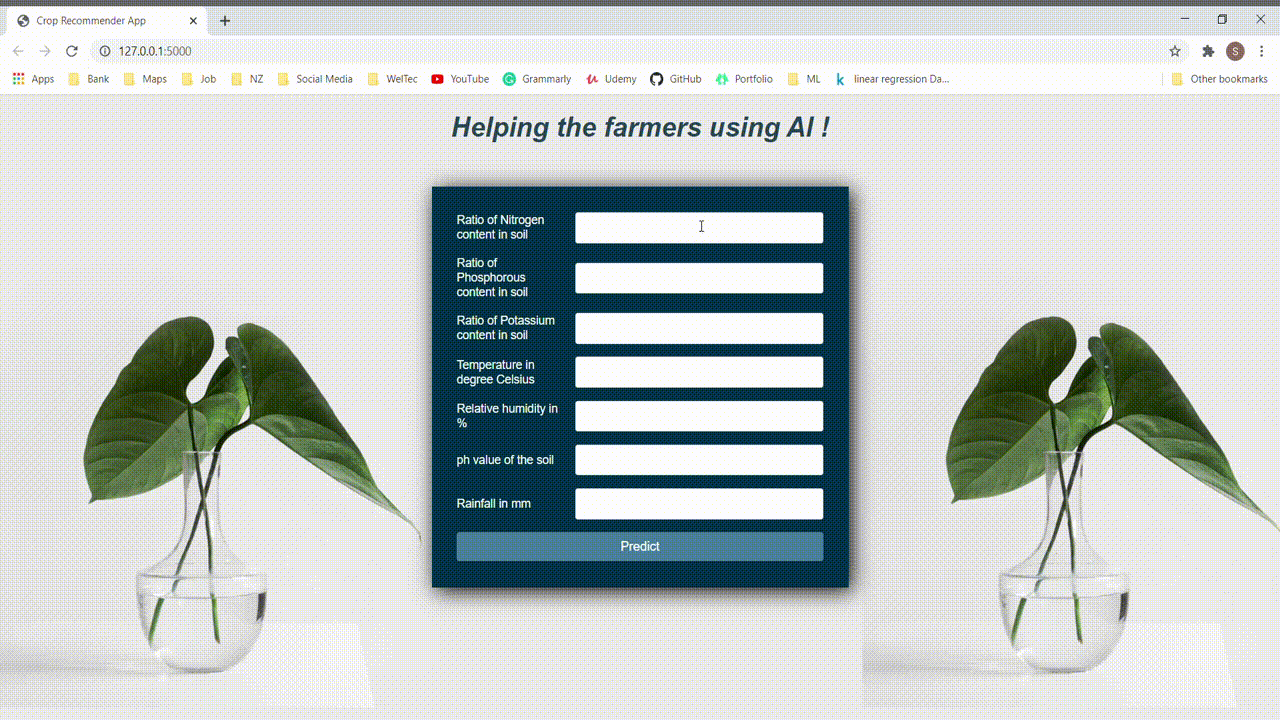 Crop Recommender App
127.0.0.1:5000
S
Apps Bank Maps Job NZ Social Media WelTec YouTube Grammarly Udemy GitHub Portfolio ML linear regression Da... Other bookmarks
Helping the farmers using AI !
Ratio of Nitrogen
content in soil
Ratio of
Phosphorous
content in soil
Ratio of Potassium
content in soil
Temperature in
degree Celsius
Relative humidity in
%
ph value of the soil
Rainfall in mm
Predict